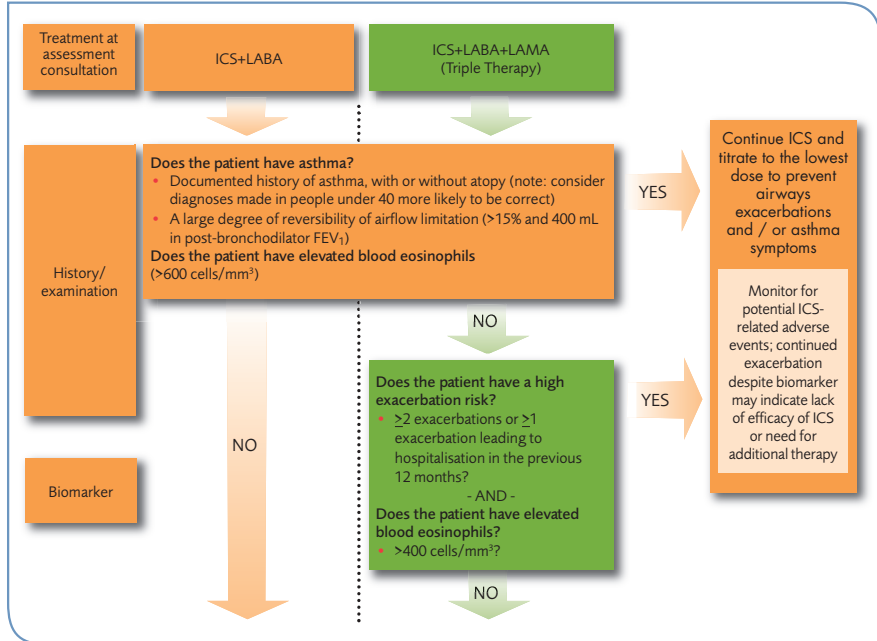 Treatment at
assessment
consultation
ICS+LABA
ICS+LABA+LAMA
(Triple Therapy)
History/
examination
Does the patient have asthma?
• Documented history of asthma, with or without atopy (note: consider
diagnoses made in people under 40 more likely to be correct)
• A large degree of reversibility of airflow limitation (>15% and 400 mL
in post-bronchodilator FEV₁)
Does the patient have elevated blood eosinophils
(>600 cells/mm³)
YES
Continue ICS and
titrate to the lowest
dose to prevent
airways
exacerbations
and / or asthma
symptoms
Monitor for
potential ICS-
related adverse
events; continued
exacerbation
despite biomarker
may indicate lack
of efficacy of ICS
or need for
additional therapy
NO
NO
Biomarker
Does the patient have a high
exacerbation risk?
• ≥2 exacerbations or ≥1
exacerbation leading to
hospitalisation in the previous
12 months?
- AND -
Does the patient have elevated
blood eosinophils?
• >400 cells/mm³?
YES
NO